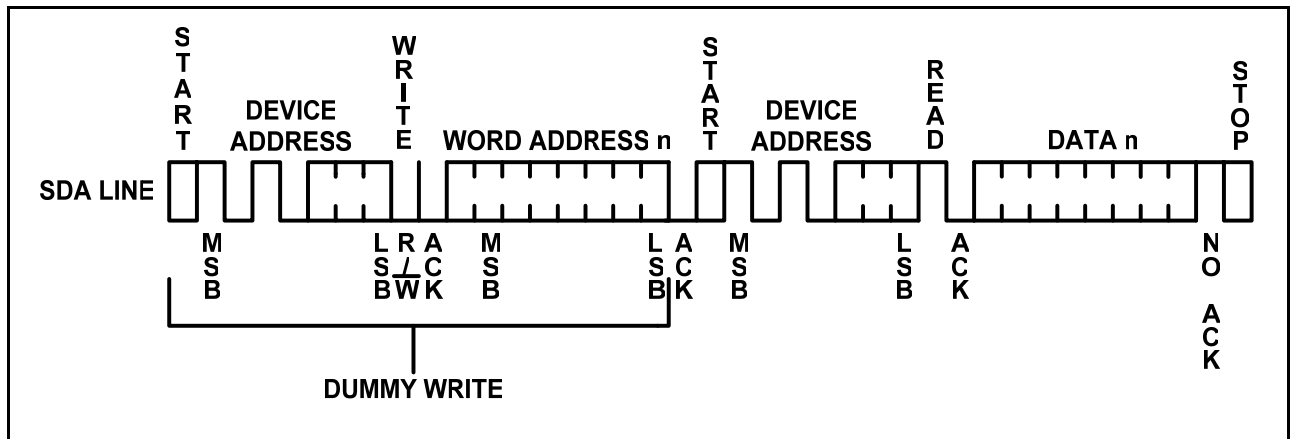 START
DEVICE
ADDRESS
WRITE
WORD ADDRESS n
START
DEVICE
ADDRESS
READ
DATA n
STOP
SDA LINE
MSB
LSB
R/W
ACK
MSB
LSB
ACK
MSB
LSB
ACK
NO ACK
DUMMY WRITE